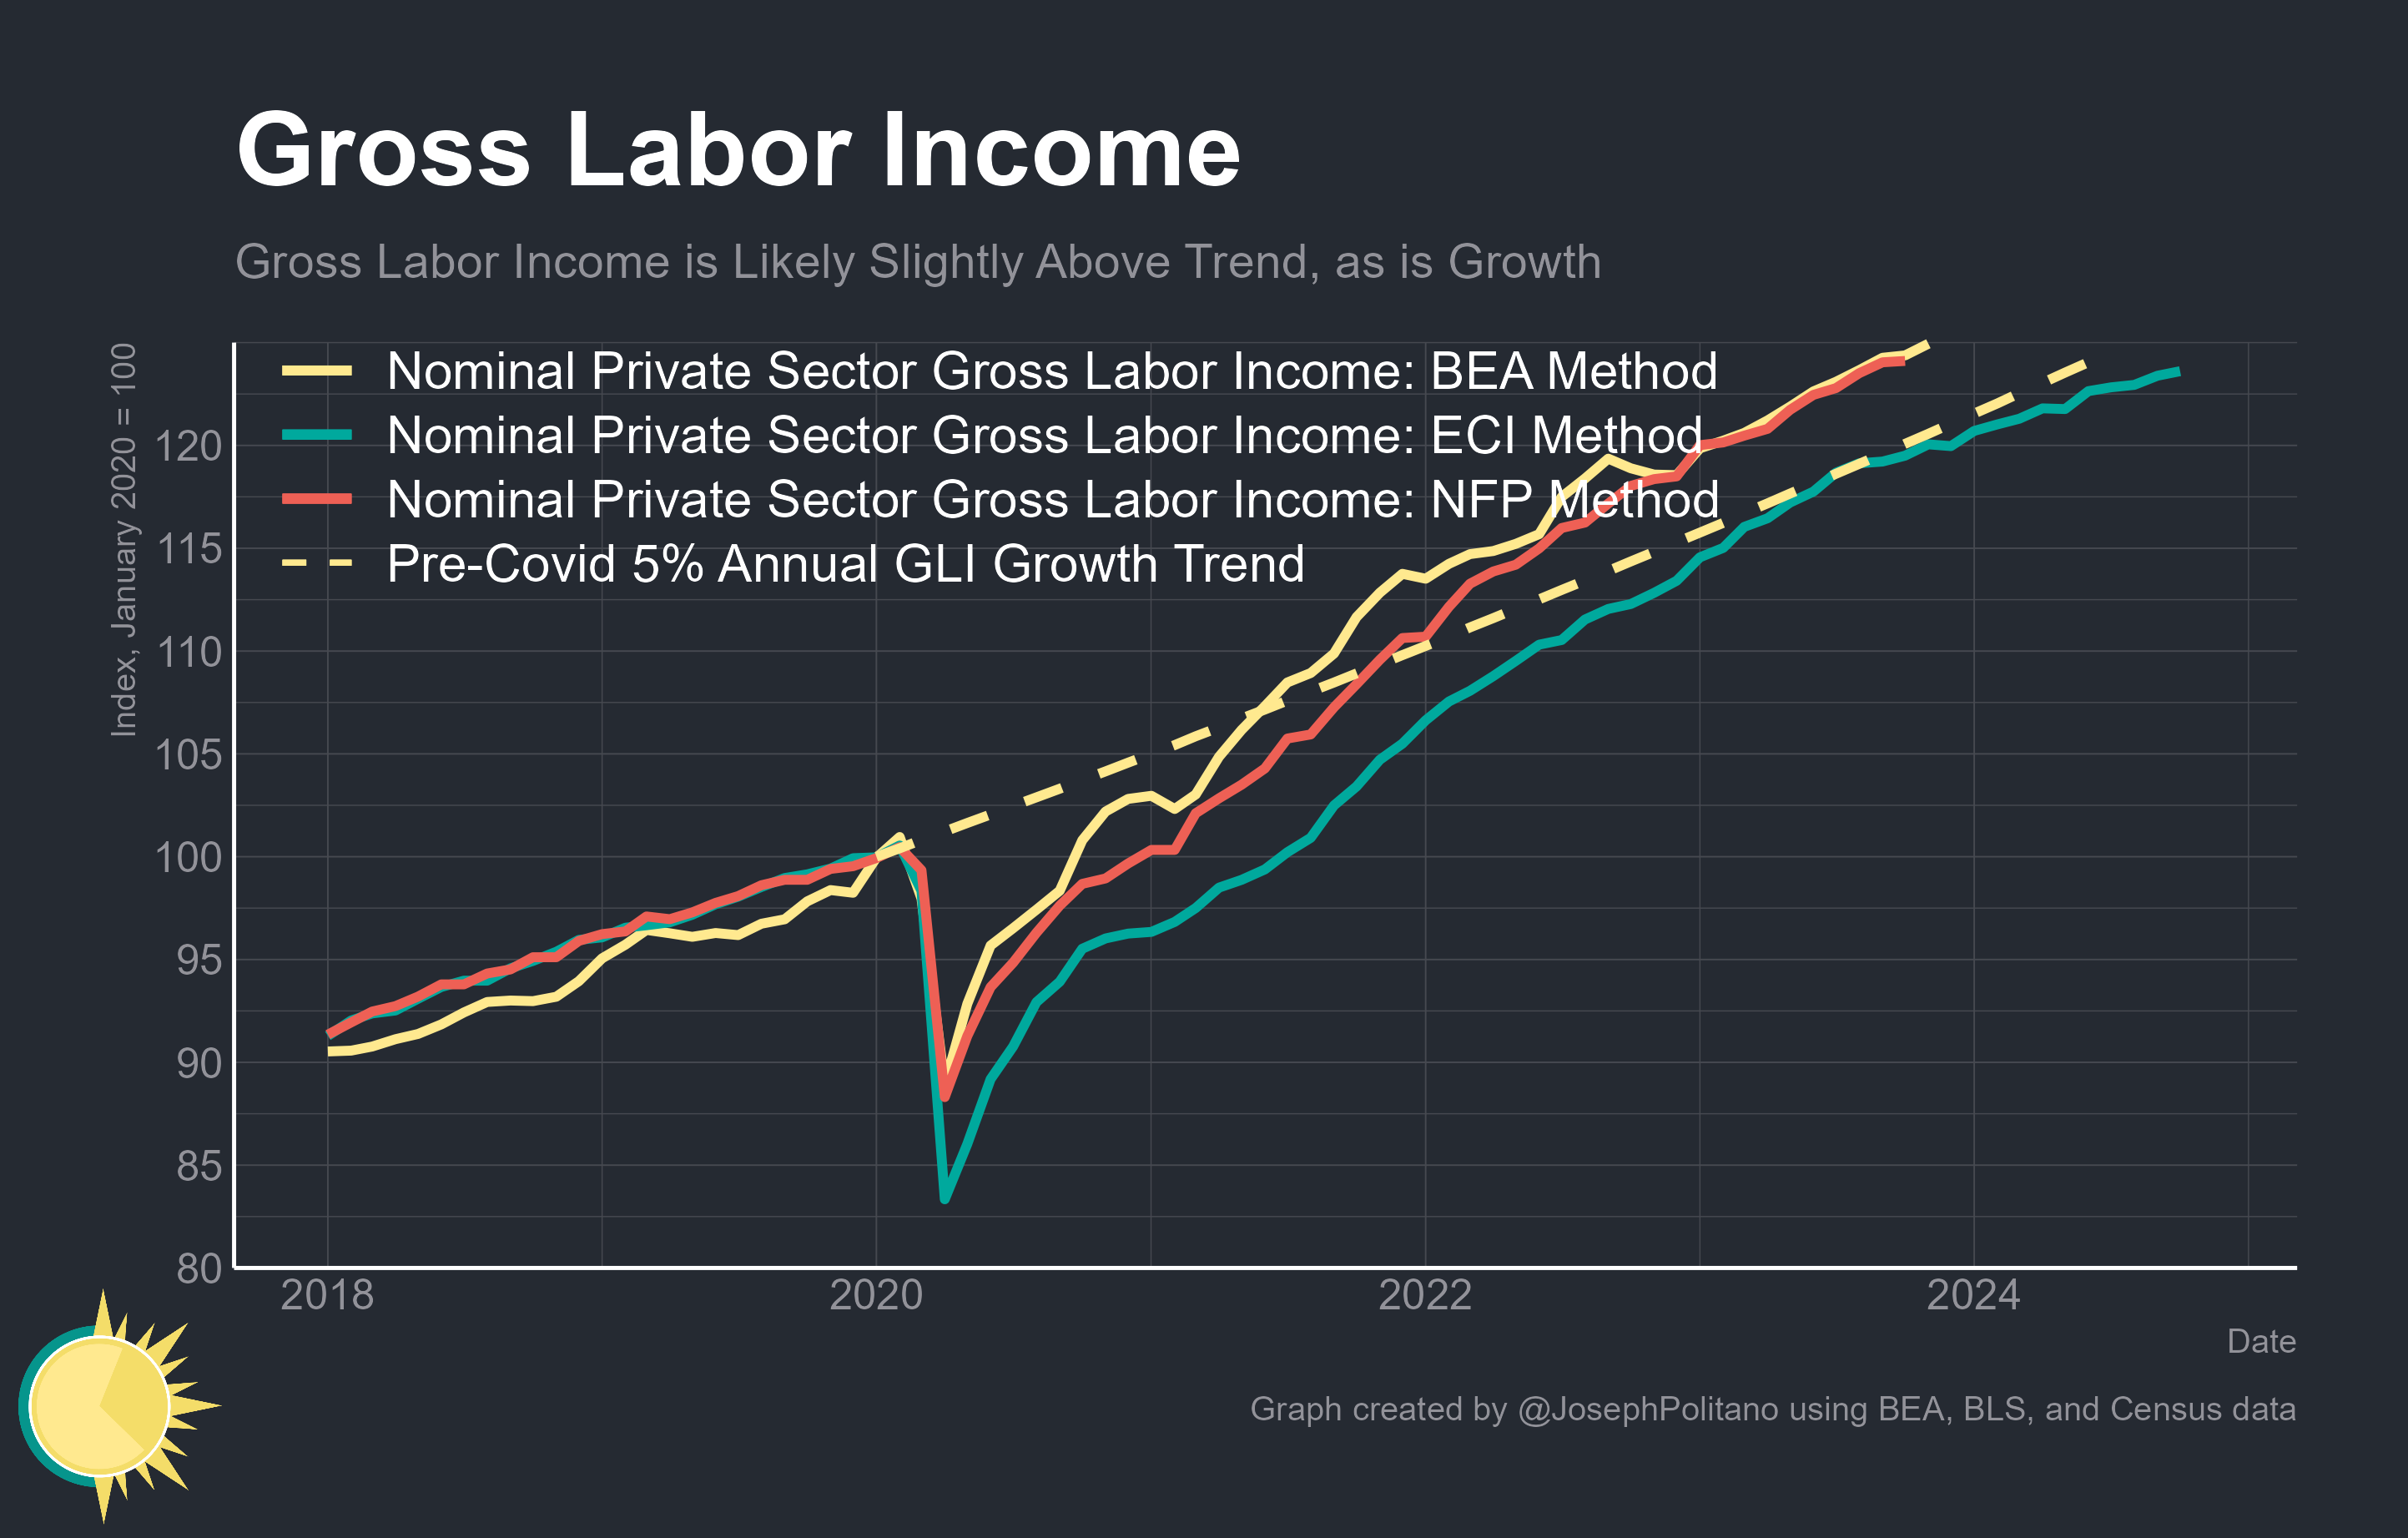 Gross Labor Income
Gross Labor Income is Likely Slightly Above Trend, as is Growth
Index, January 2020 = 100
Nominal Private Sector Gross Labor Income: BEA Method
Nominal Private Sector Gross Labor Income: ECI Method
Nominal Private Sector Gross Labor Income: NFP Method
Pre-Covid 5% Annual GLI Growth Trend
120
115
110
105
100
95
90
85
80
2018
2020
2022
2024
Date
Graph created by @JosephPolitano using BEA, BLS, and Census data